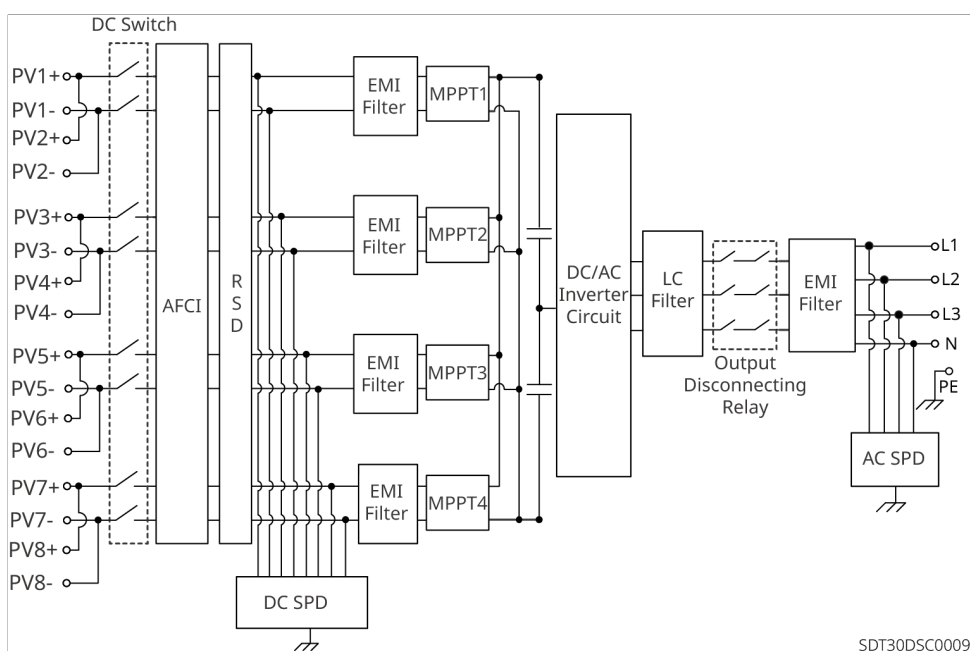 DC Switch
PV1+
PV1-
PV2+
PV2-
PV3+
PV3-
PV4+
PV4-
PV5+
PV5-
PV6+
PV6-
PV7+
PV7-
PV8+
PV8-
AFCI
R
S
D
EMI
Filter
MPPT1
EMI
Filter
MPPT2
EMI
Filter
MPPT3
EMI
Filter
MPPT4
DC SPD
DC/AC
Inverter
Circuit
LC
Filter
Output
Disconnecting
Relay
EMI
Filter
L1
L2
L3
N
PE
AC SPD
SDT30DSC0009